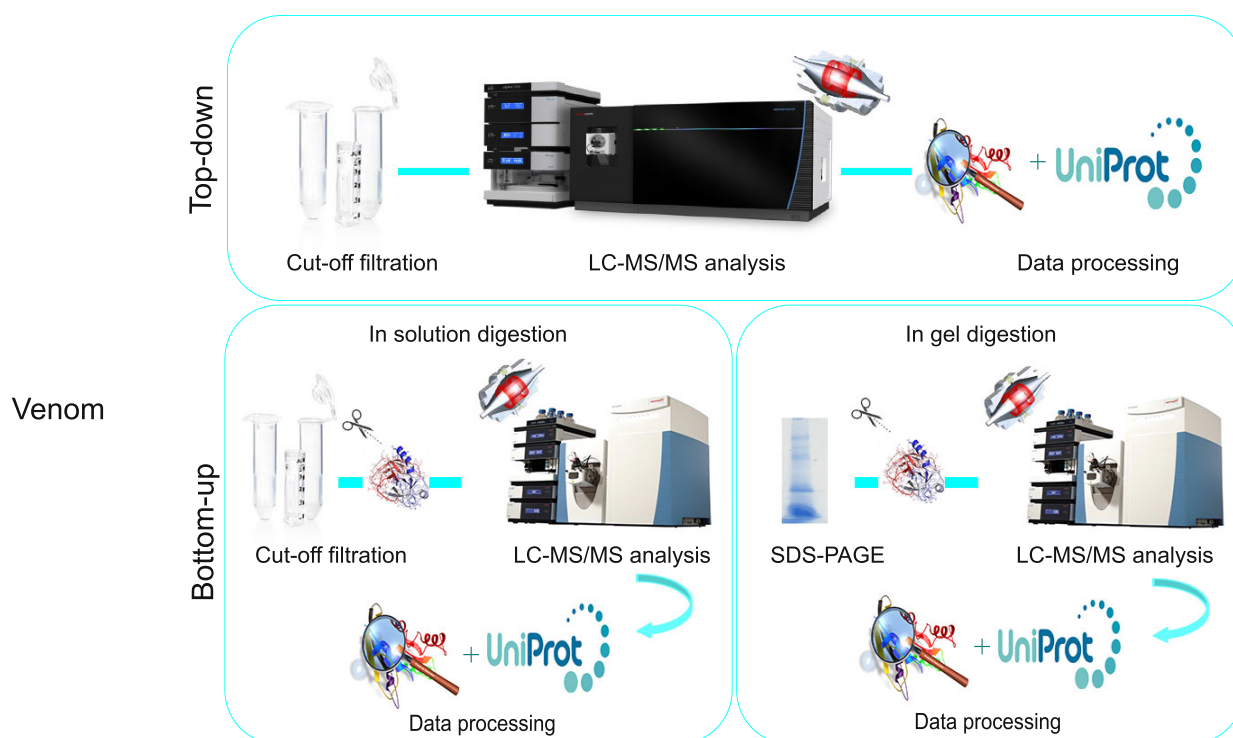 Top-down
Cut-off filtration
LC-MS/MS analysis
+
UniProt
Data processing
Venom
Bottom-up
In solution digestion
Cut-off filtration
LC-MS/MS analysis
+
UniProt
Data processing
In gel digestion
SDS-PAGE
LC-MS/MS analysis
+
UniProt
Data processing